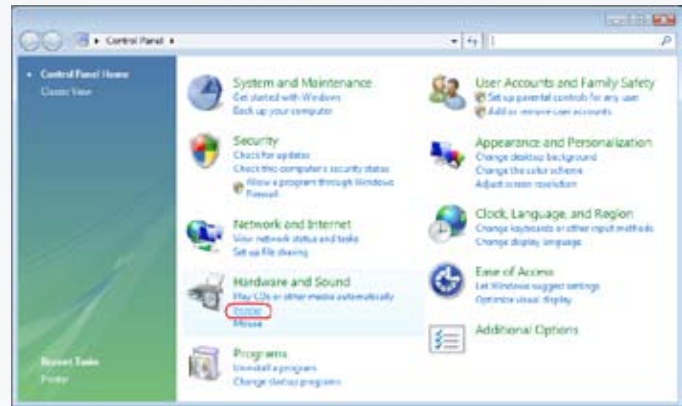 Control Panel
Control Panel Home
Classic View
System and Maintenance
Get started with Windows
Back up your computer
Security
Check for updates
Check this computer's security status
Allow a program through Windows
Firewall
Network and Internet
View network status and tasks
Set up file sharing
Hardware and Sound
Play CDs or other media automatically
Printer
Mouse
Programs
Uninstall a program
Change startup programs
User Accounts and Family Safety
Set up parental controls for any user
Add or remove user accounts
Appearance and Personalization
Change desktop background
Change the color scheme
Adjust screen resolution
Clock, Language, and Region
Change keyboards or other input methods
Change display language
Ease of Access
Let Windows suggest settings
Optimize visual display
Additional Options
Recent Tasks
Printer